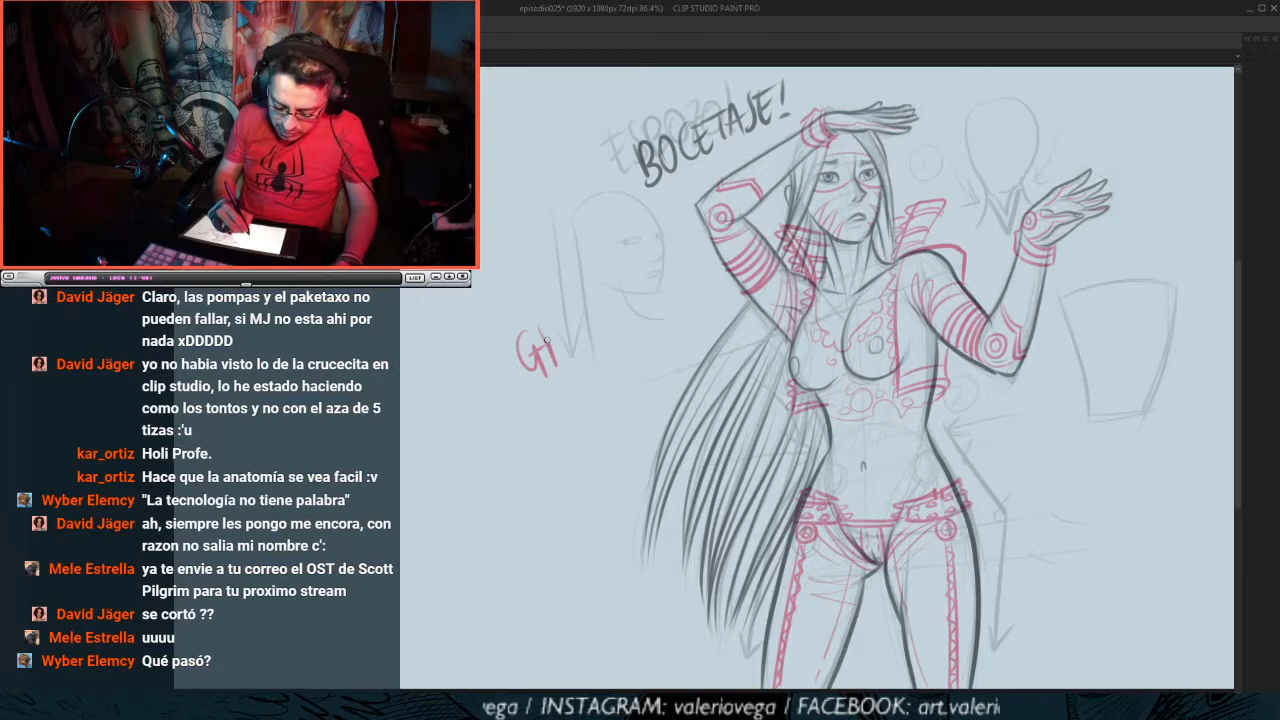 episodio025* (1920 x 1080px 72dpi 86.4%) - CLIP STUDIO PAINT PRO
BOCETAJE!
LIST
David Jäger Claro, las pompas y el paketaxo no
pueden fallar, si MJ no esta ahi por
nada xDDDDD
David Jäger yo no habia visto lo de la crucecita en
clip studio, lo he estado haciendo
como los tontos y no con el aza de 5
tizas :'u
kar_ortiz Holi Profe.
kar_ortiz Hace que la anatomía se vea facil :v
Wyber Elemcy "La tecnología no tiene palabra"
David Jäger ah, siempre les pongo me encora, con
razon no salia mi nombre c':
Mele Estrella ya te envie a tu correo el OST de Scott
Pilgrim para tu proximo stream
David Jäger se cortó ??
Mele Estrella uuuu
Wyber Elemcy Qué pasó?
vega / INSTAGRAM: valeriovega / FACEBOOK: art.valeri